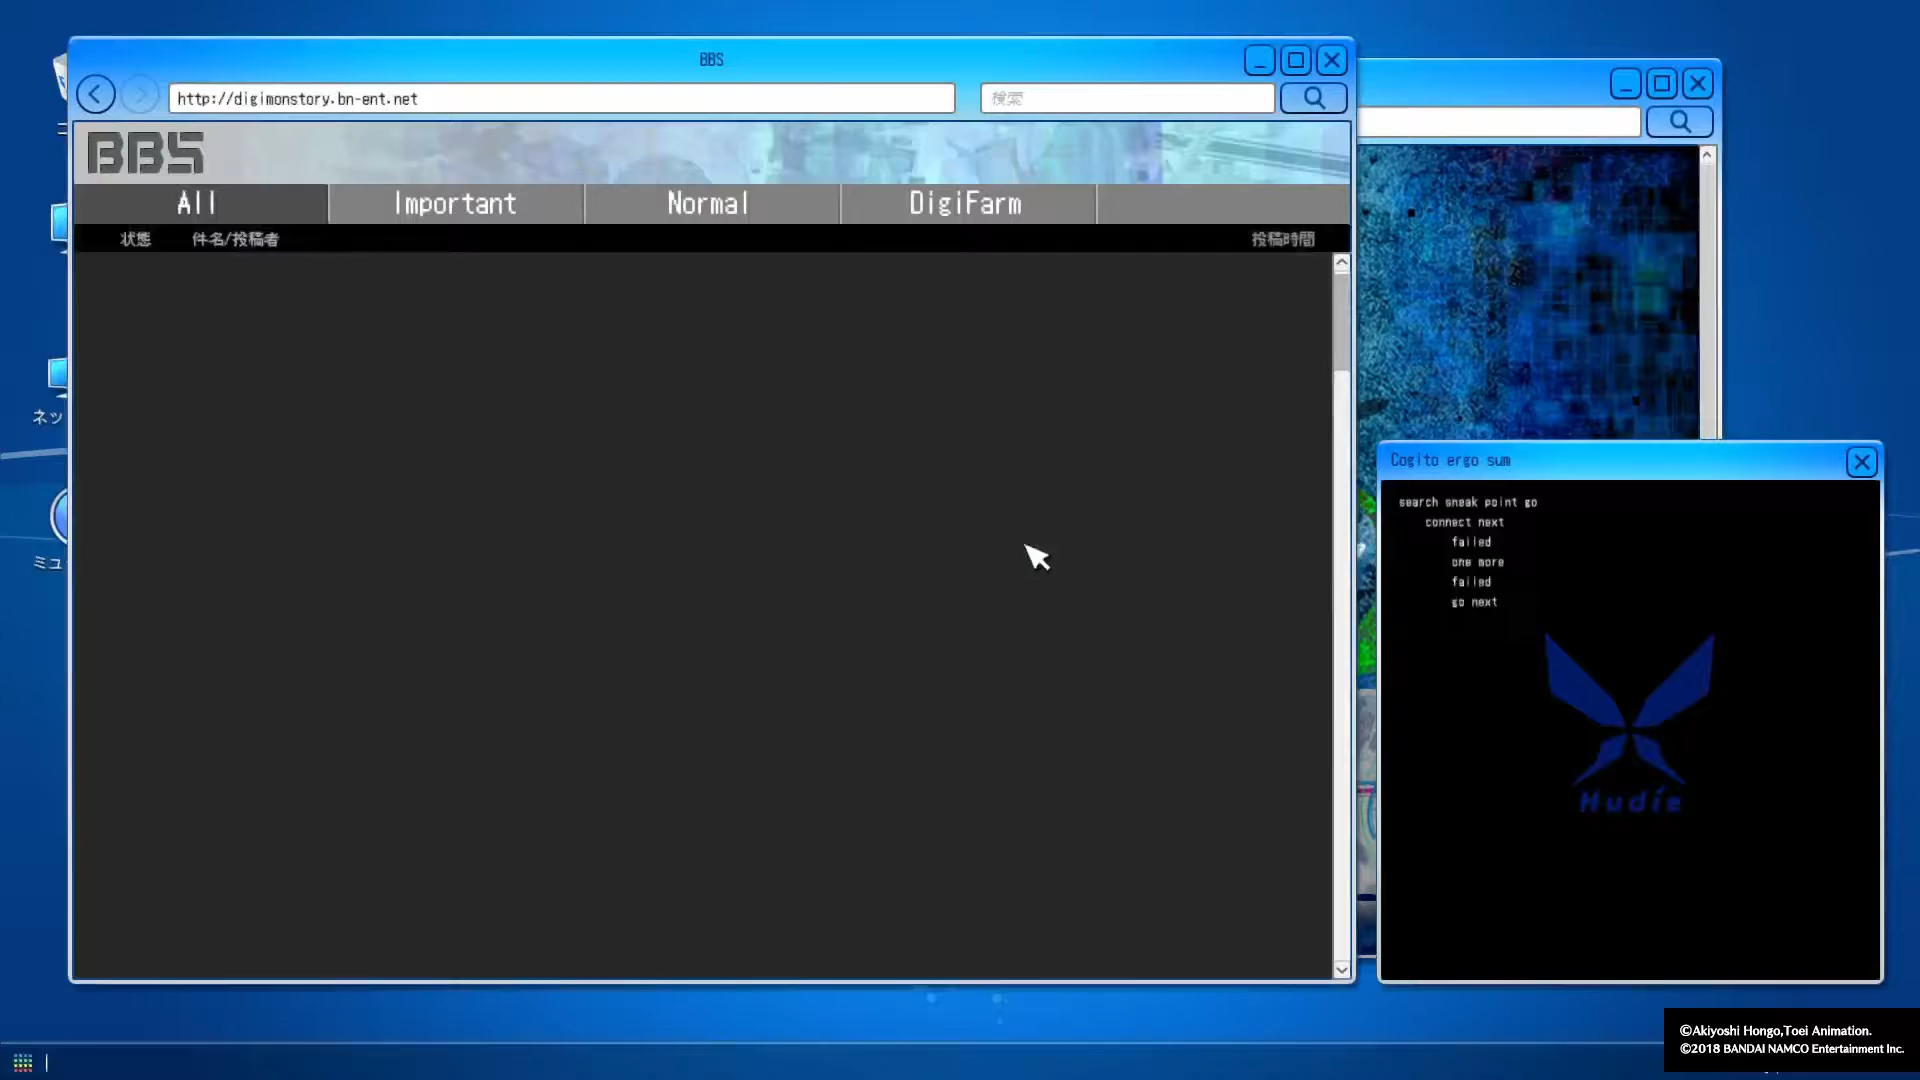 BBS
http://digimonstory.bn-ent.net
検索
BBS
All
Important
Normal
DigiFarm
状態
件名/投稿者
投稿時間
ネッ
ミュ
Cogito ergo sum
search sneak point go
connect next
failed
one more
failed
go next
Hudie
©Akiyoshi Hongo,Toei Animation.
©2018 BANDAI NAMCO Entertainment Inc.